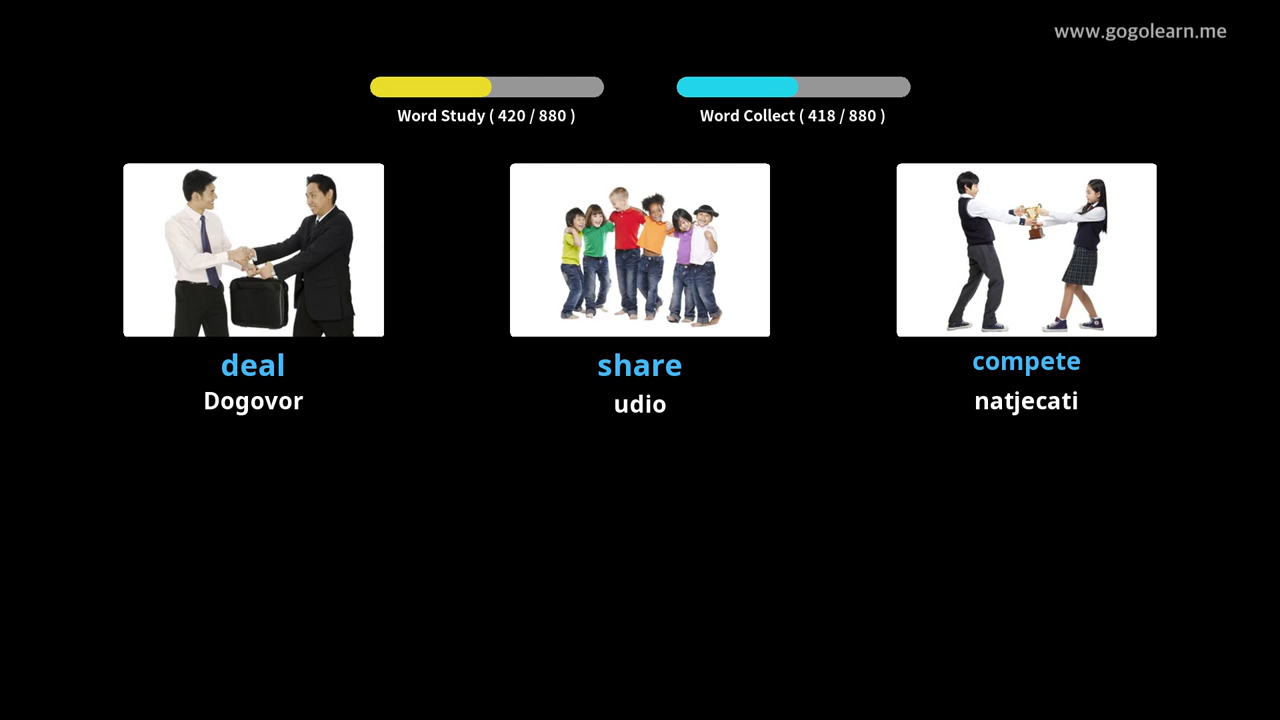 www.gogolearn.me
Word Study ( 420 / 880 )
Word Collect ( 418 / 880 )
deal
Dogovor
share
udio
compete
natjecati